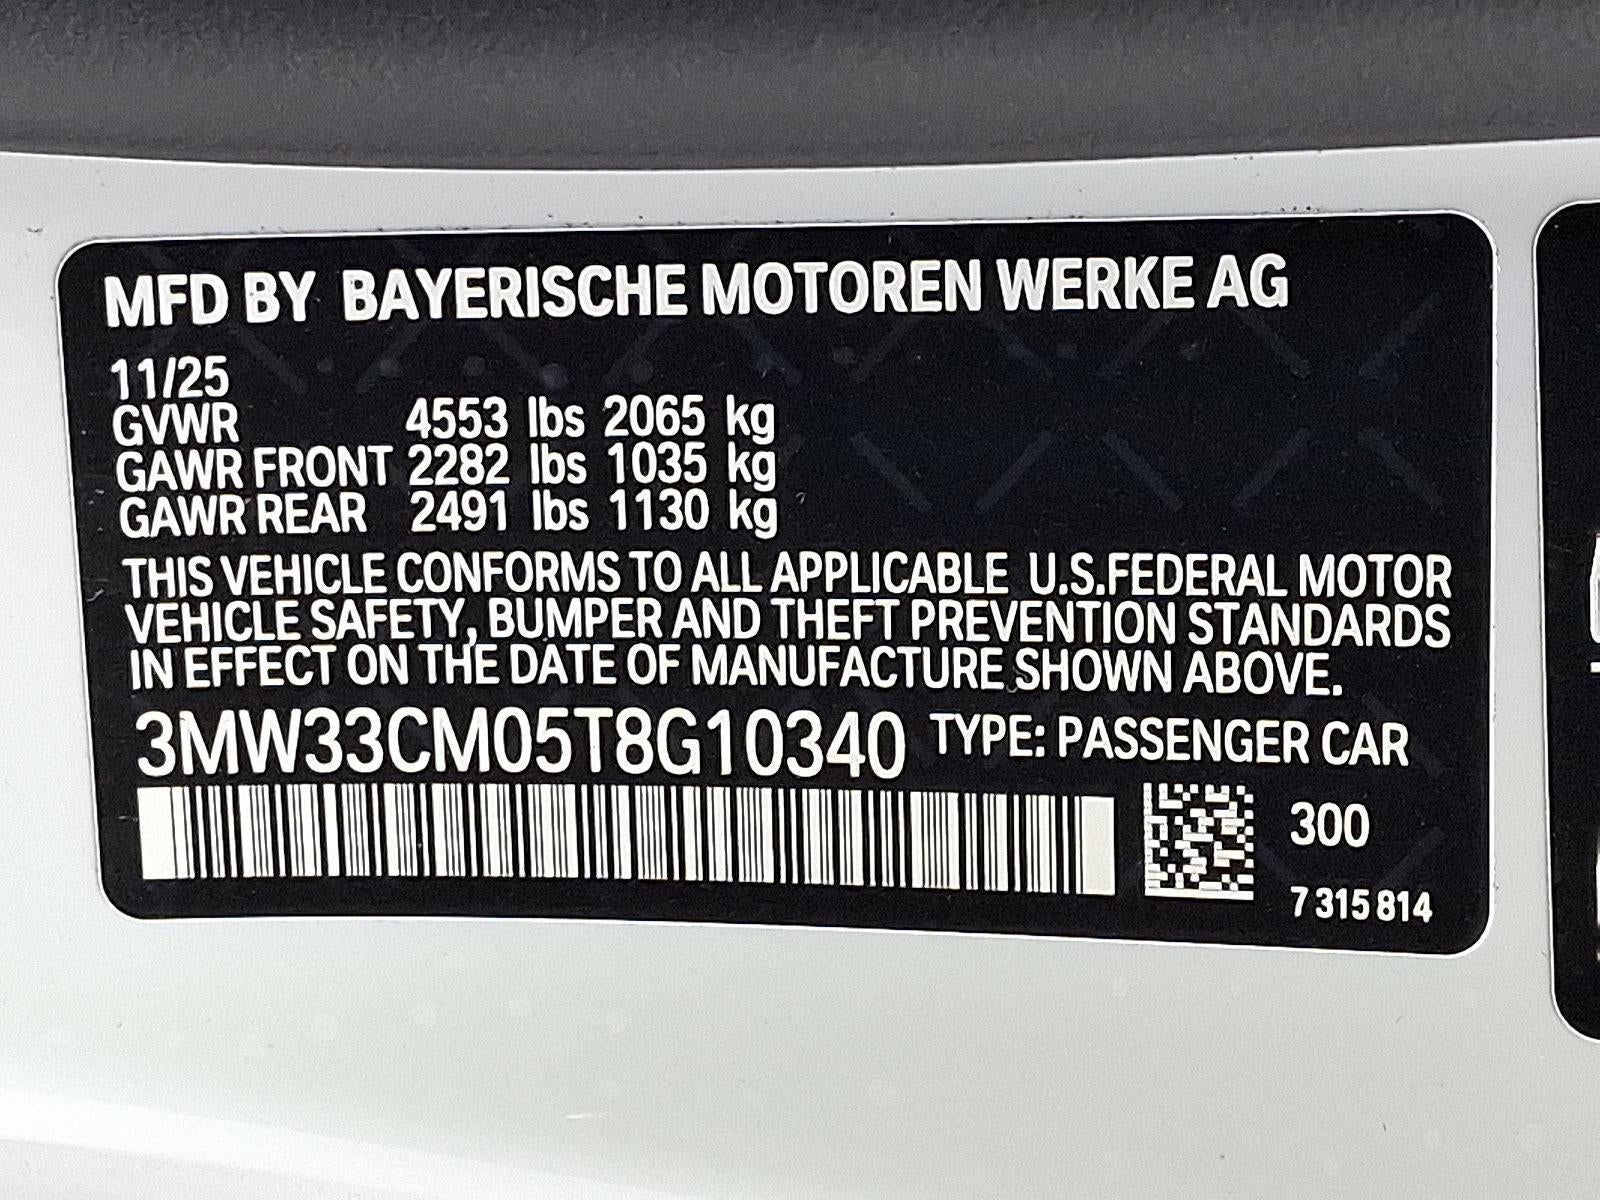 MFD BY BAYERISCHE MOTOREN WERKE AG
11/25
GVWR 4553 lbs 2065 kg
GAWR FRONT 2282 lbs 1035 kg
GAWR REAR 2491 lbs 1130 kg
THIS VEHICLE CONFORMS TO ALL APPLICABLE U.S.FEDERAL MOTOR
VEHICLE SAFETY, BUMPER AND THEFT PREVENTION STANDARDS
IN EFFECT ON THE DATE OF MANUFACTURE SHOWN ABOVE.
3MW33CM05T8G10340 TYPE: PASSENGER CAR
300
7 315 814